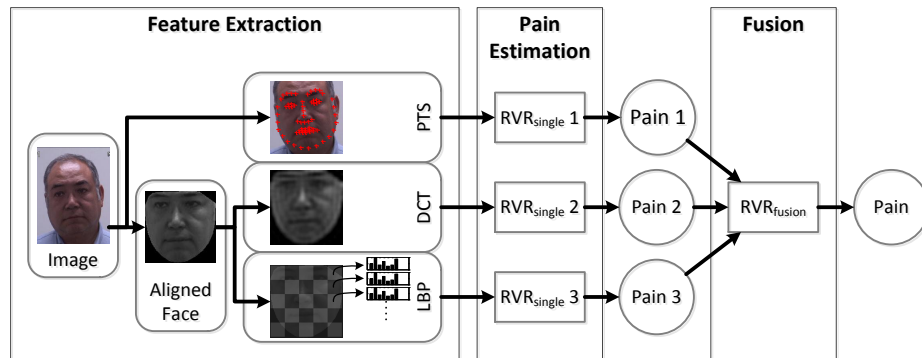 Feature Extraction
Pain
Estimation
Fusion
PTS
RVRsingle 1
Pain 1
Image
Aligned
Face
DCT
RVRsingle 2
Pain 2
RVRfusion
Pain
LBP
RVRsingle 3
Pain 3